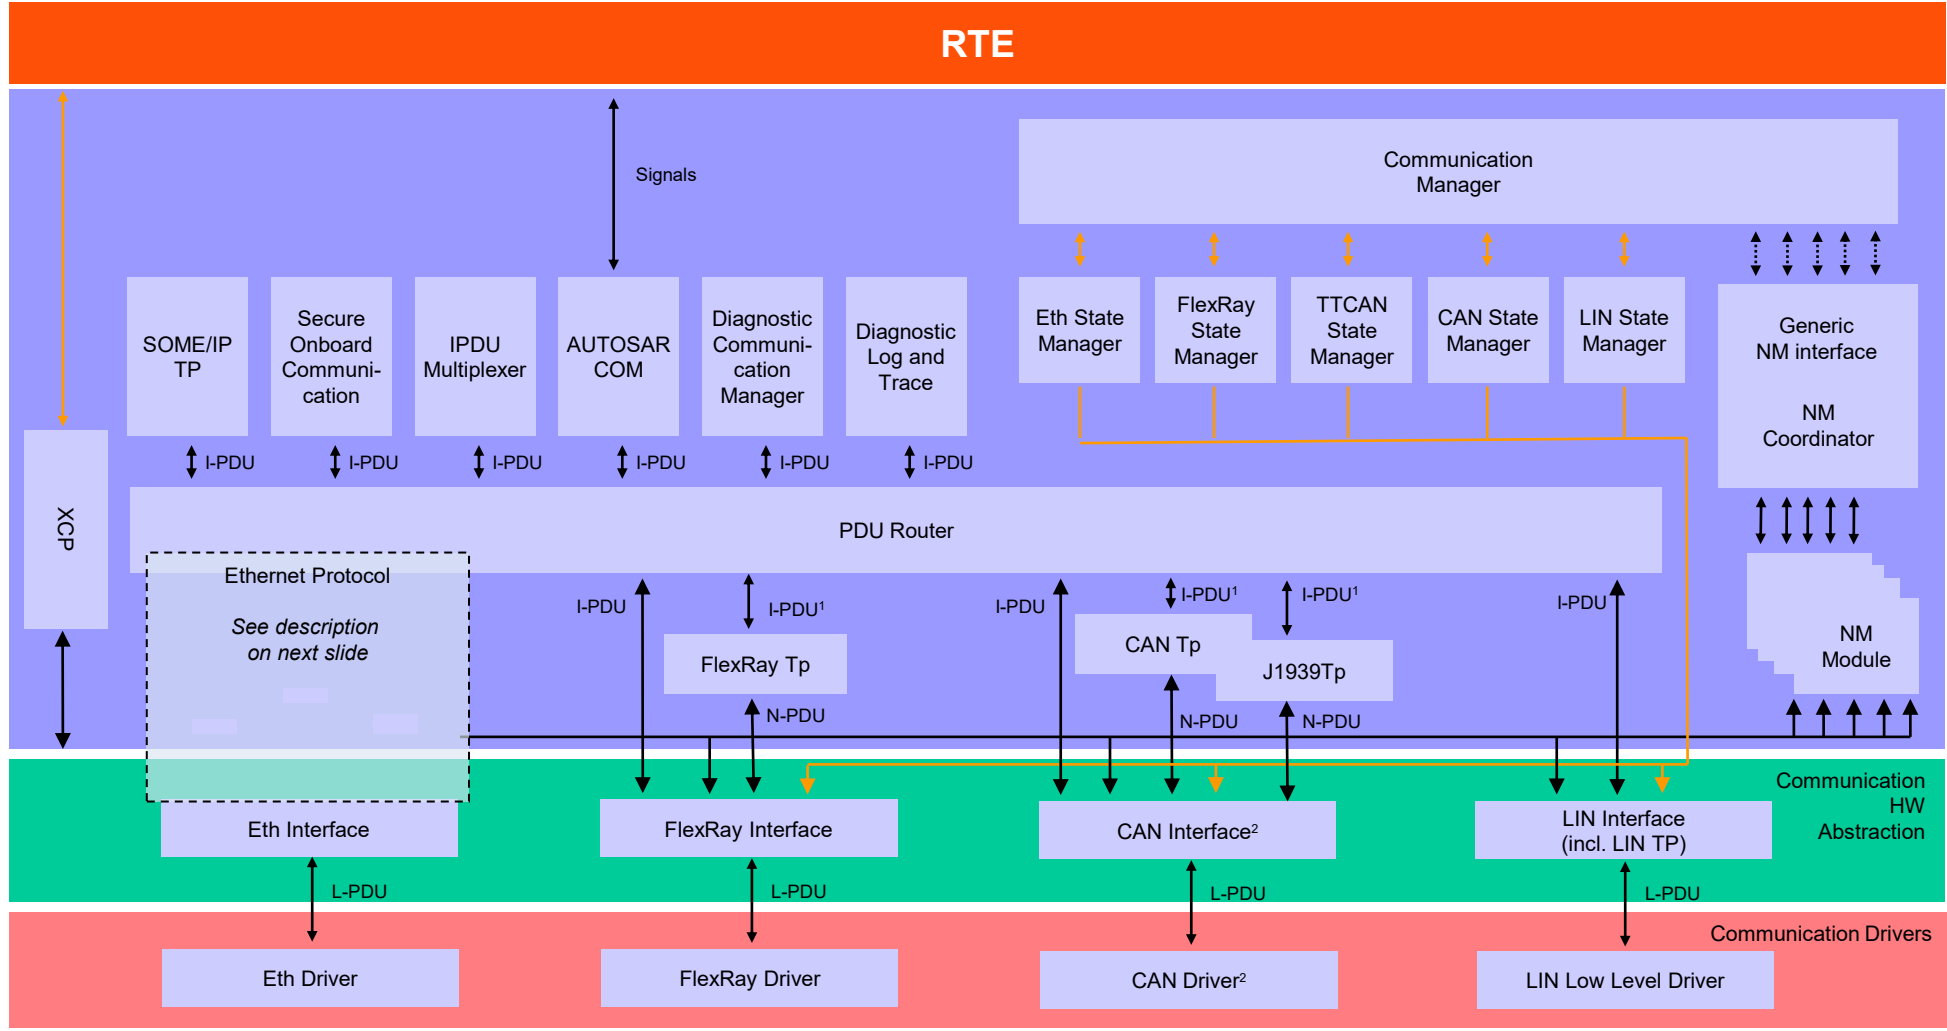 RTE
Signals
Communication
Manager
SOME/IP
TP
Secure
Onboard
Communi-
cation
IPDU
Multiplexer
AUTOSAR
COM
Diagnostic
Communi-
cation
Manager
Diagnostic
Log and
Trace
Eth State
Manager
FlexRay
State
Manager
TTCAN
State
Manager
CAN State
Manager
LIN State
Manager
Generic
NM interface
NM
Coordinator
I-PDU
I-PDU
I-PDU
I-PDU
I-PDU
I-PDU
XCP
PDU Router
Ethernet Protocol
See description
on next slide
I-PDU
I-PDU¹
I-PDU
I-PDU¹
I-PDU¹
I-PDU
FlexRay Tp
CAN Tp
J1939Tp
NM
Module
N-PDU
N-PDU
N-PDU
Communication
HW
Abstraction
Eth Interface
FlexRay Interface
CAN Interface²
LIN Interface
(incl. LIN TP)
L-PDU
L-PDU
L-PDU
L-PDU
Communication Drivers
Eth Driver
FlexRay Driver
CAN Driver²
LIN Low Level Driver